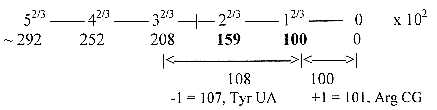 5^2/3 — 4^2/3 — 3^2/3 — 2^2/3 — 1^2/3 — 0 x 10^2
~ 292 252 208 159 100 0
108 100
-1 = 107, Tyr UA +1 = 101, Arg CG